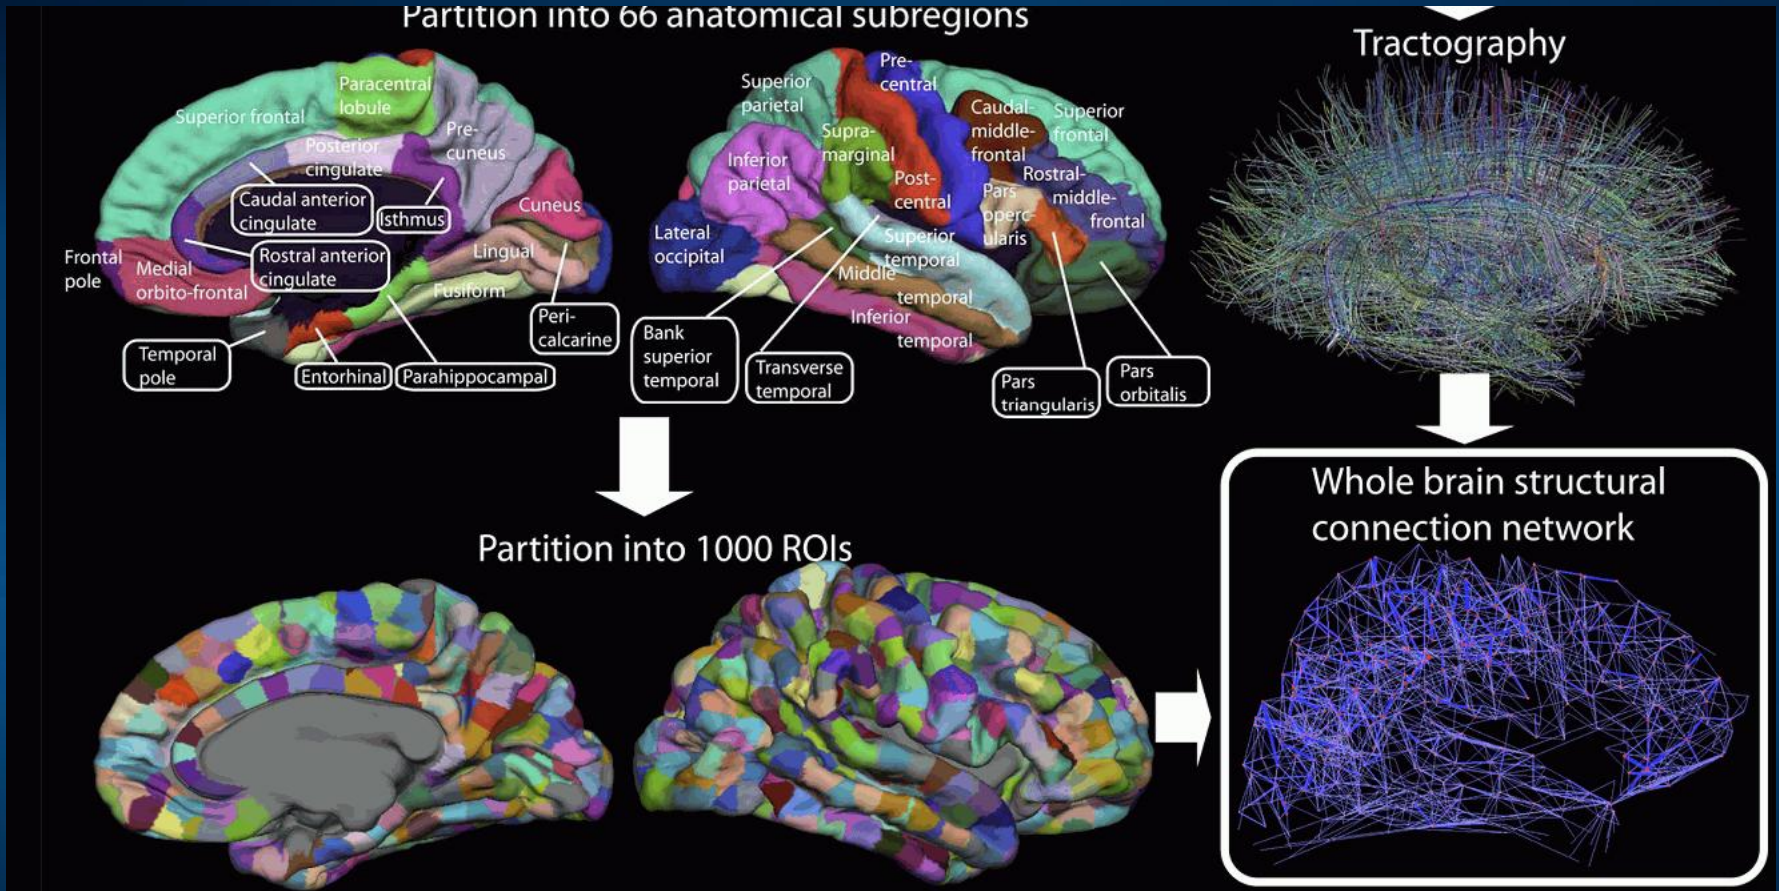 Partition into 66 anatomical subregions
Tractography
Paracentral
lobule
Superior frontal
Pre-
cuneus
Posterior
cingulate
Caudal anterior
cingulate
Isthmus
Cuneus
Rostral anterior
cingulate
Lingual
Frontal
pole
Medial
orbito-frontal
Fusiform
Peri-
calcarine
Temporal
pole
Entorhinal
Parahippocampal
Superior
parietal
Pre-
central
Caudal-
middle-
frontal
Superior
frontal
Supra-
marginal
Inferior
parietal
Post-
central
Pars
operc-
ularis
Rostral-
middle-
frontal
Lateral
occipital
Superior
temporal
Middle
temporal
Inferior
temporal
Bank
superior
temporal
Transverse
temporal
Pars
triangularis
Pars
orbitalis
Partition into 1000 ROIs
Whole brain structural
connection network